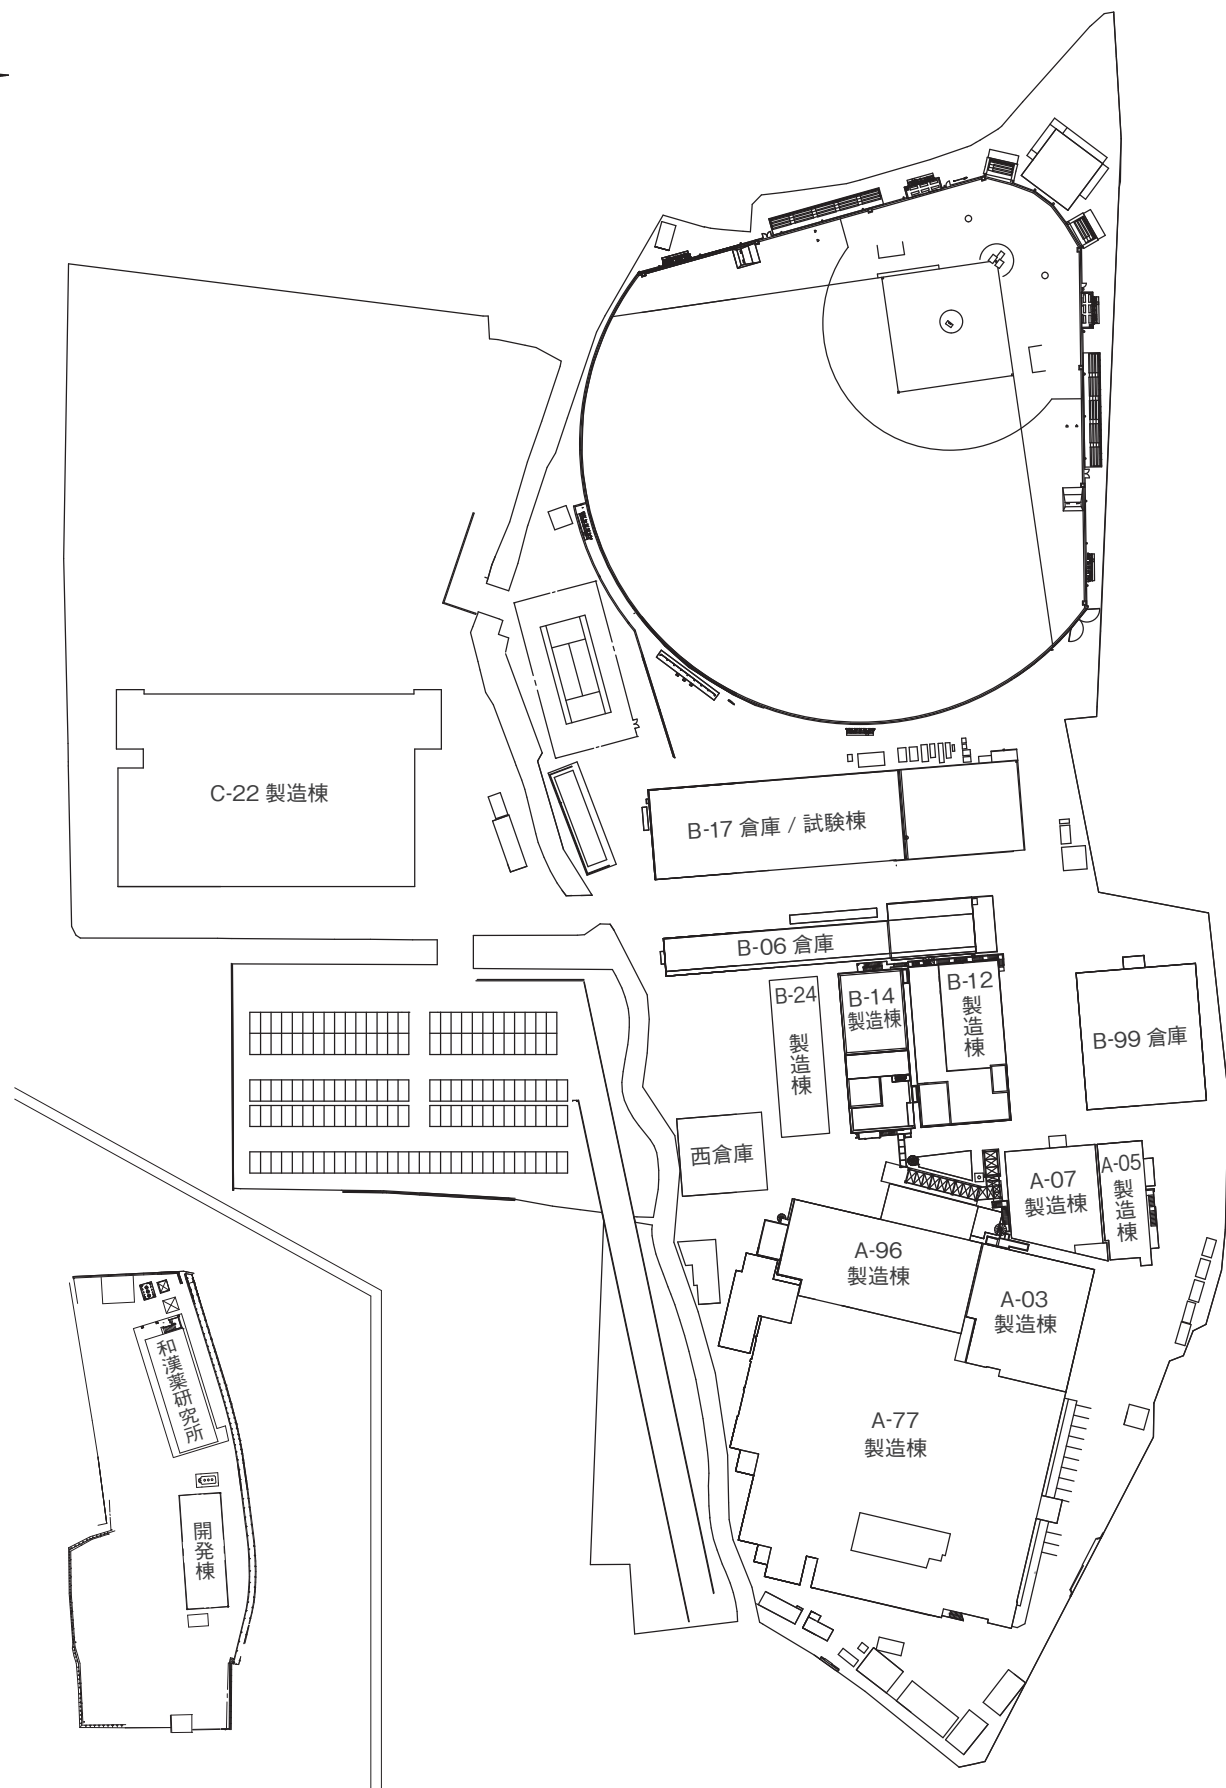 C-22 製造棟
B-17 倉庫 / 試験棟
B-06 倉庫
B-24
製造棟
B-14
製造棟
B-12
製造棟
B-99 倉庫
西倉庫
A-07
製造棟
A-05
製造棟
A-96
製造棟
A-03
製造棟
A-77
製造棟
和漢薬研究所
開発棟